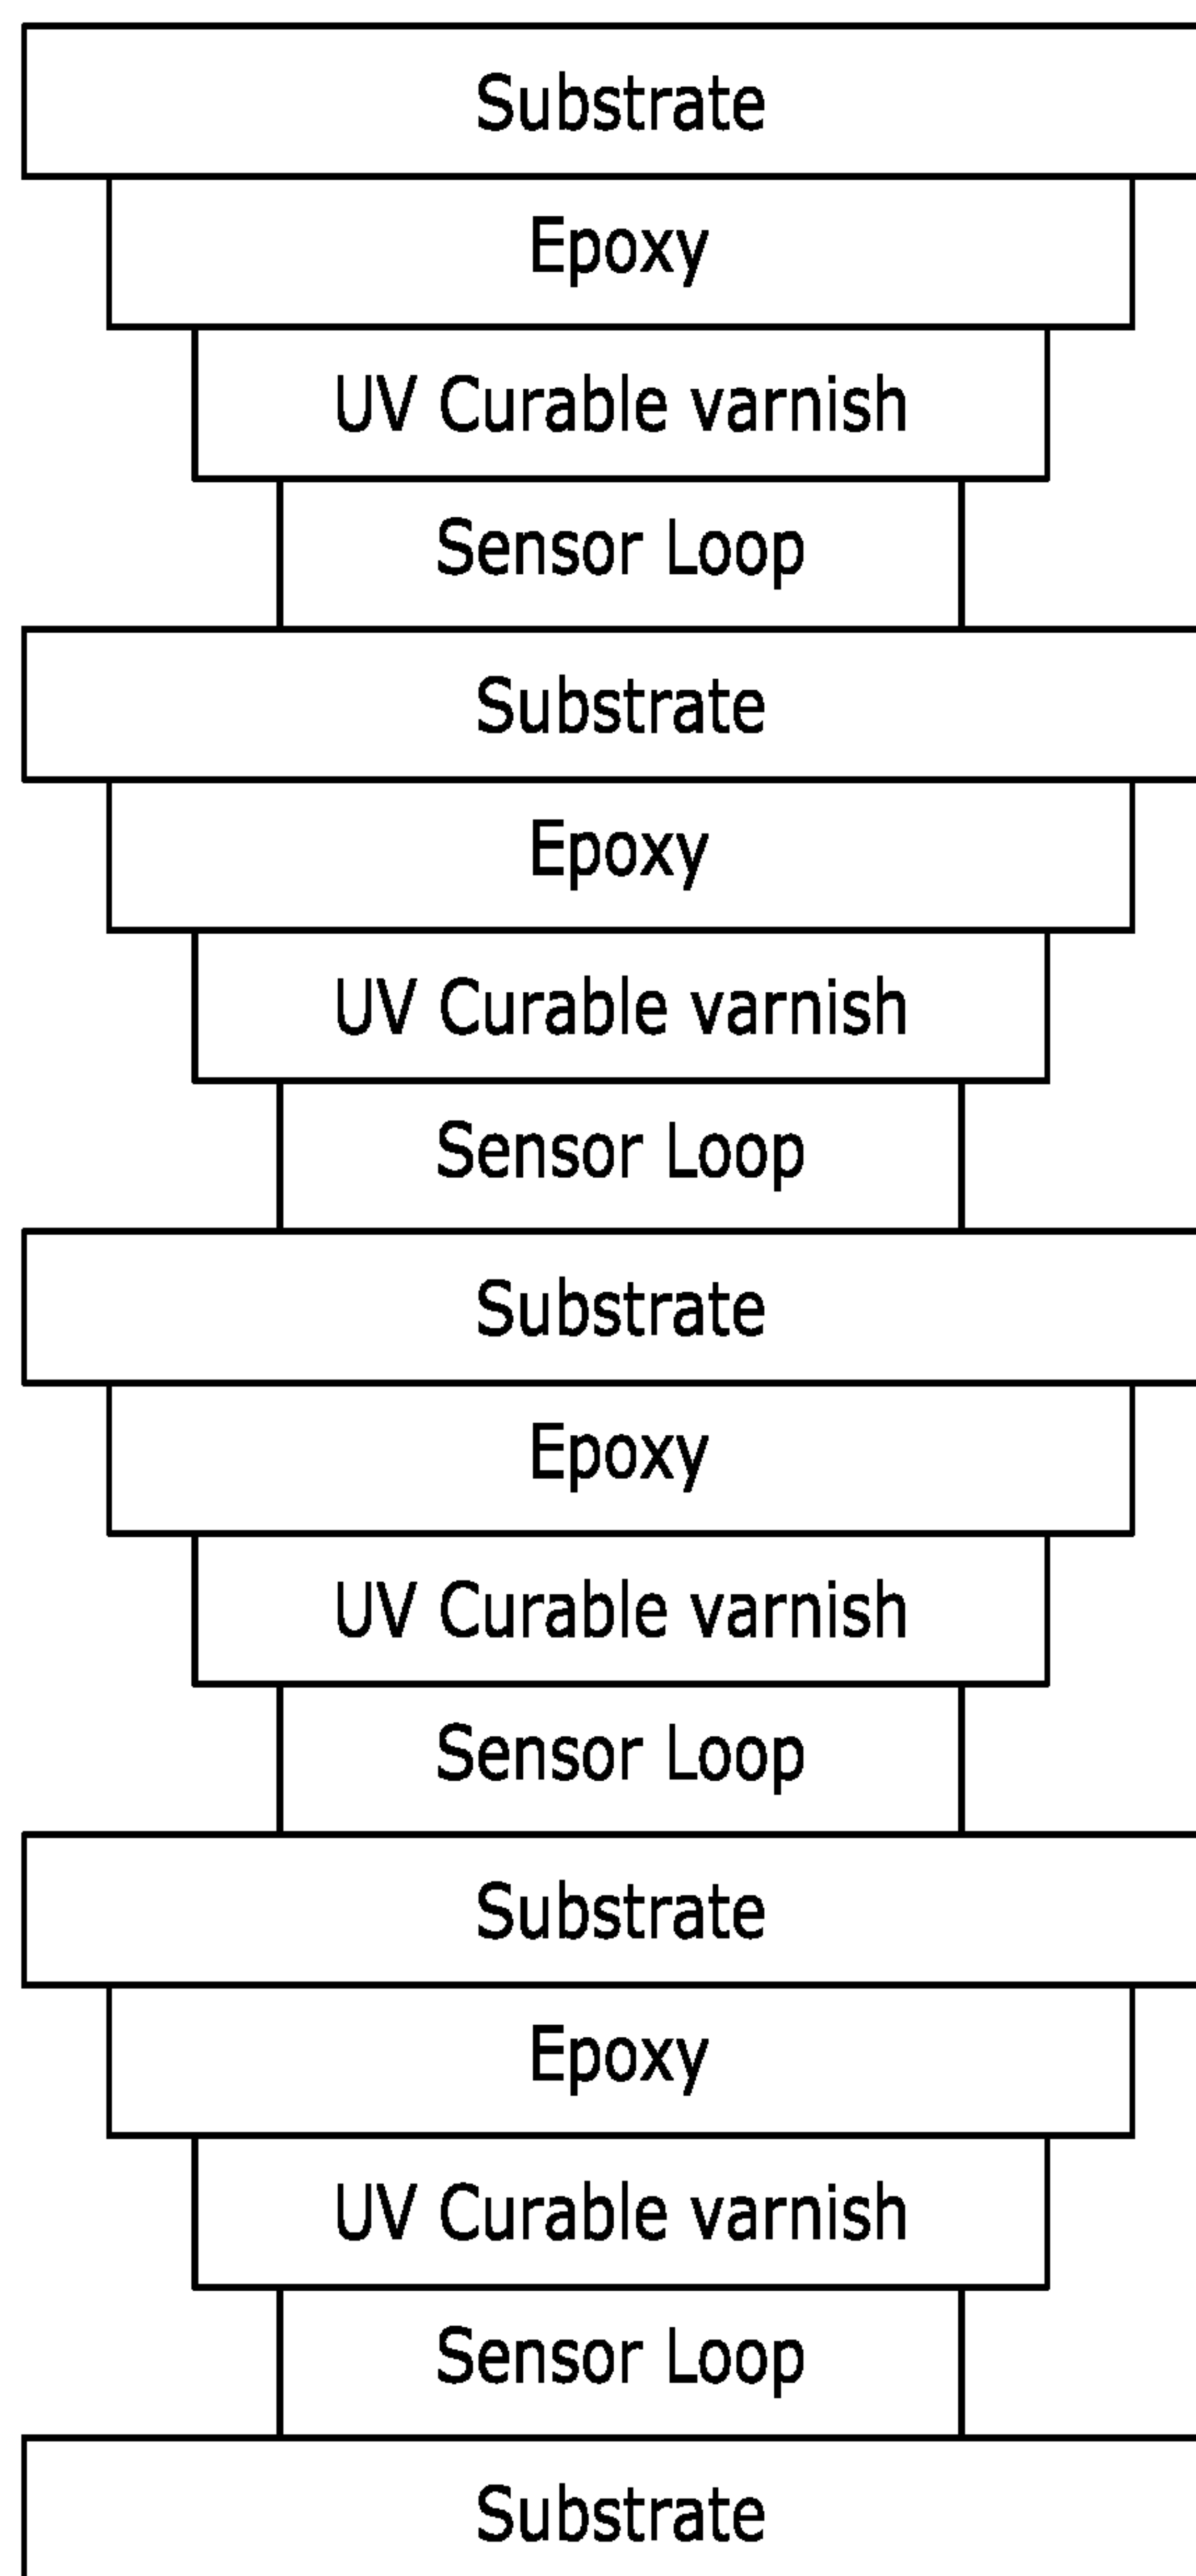 Substrate
Epoxy
UV Curable varnish
Sensor Loop
Substrate
Epoxy
UV Curable varnish
Sensor Loop
Substrate
Epoxy
UV Curable varnish
Sensor Loop
Substrate
Epoxy
UV Curable varnish
Sensor Loop
Substrate